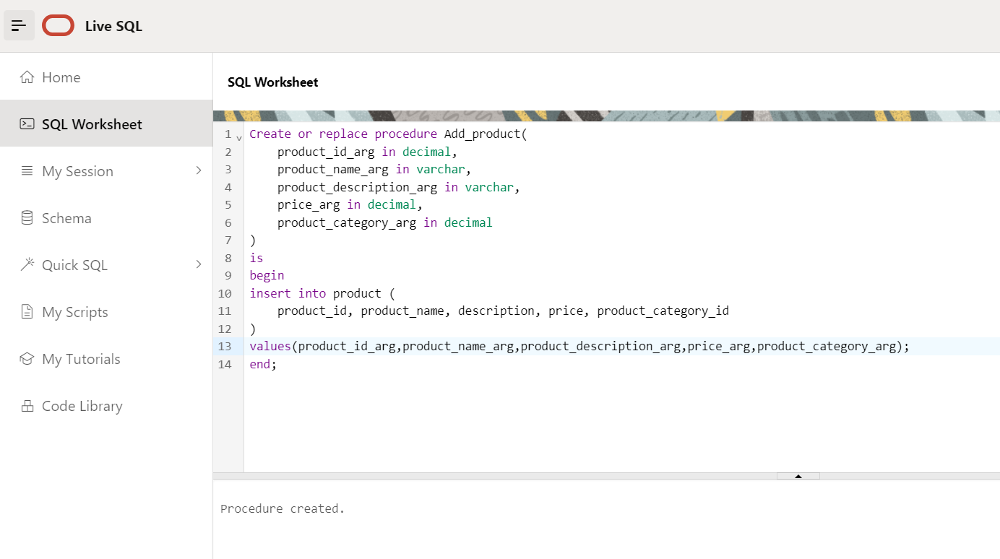 Live SQL
Home
SQL Worksheet
My Session
Schema
Quick SQL
My Scripts
My Tutorials
Code Library
SQL Worksheet
1 Create or replace procedure Add_product(
2     product_id_arg in decimal,
3     product_name_arg in varchar,
4     product_description_arg in varchar,
5     price_arg in decimal,
6     product_category_arg in decimal
7 )
8 is
9 begin
10 insert into product (
11     product_id, product_name, description, price, product_category_id
12 )
13 values(product_id_arg,product_name_arg,product_description_arg,price_arg,product_category_arg);
14 end;
Procedure created.